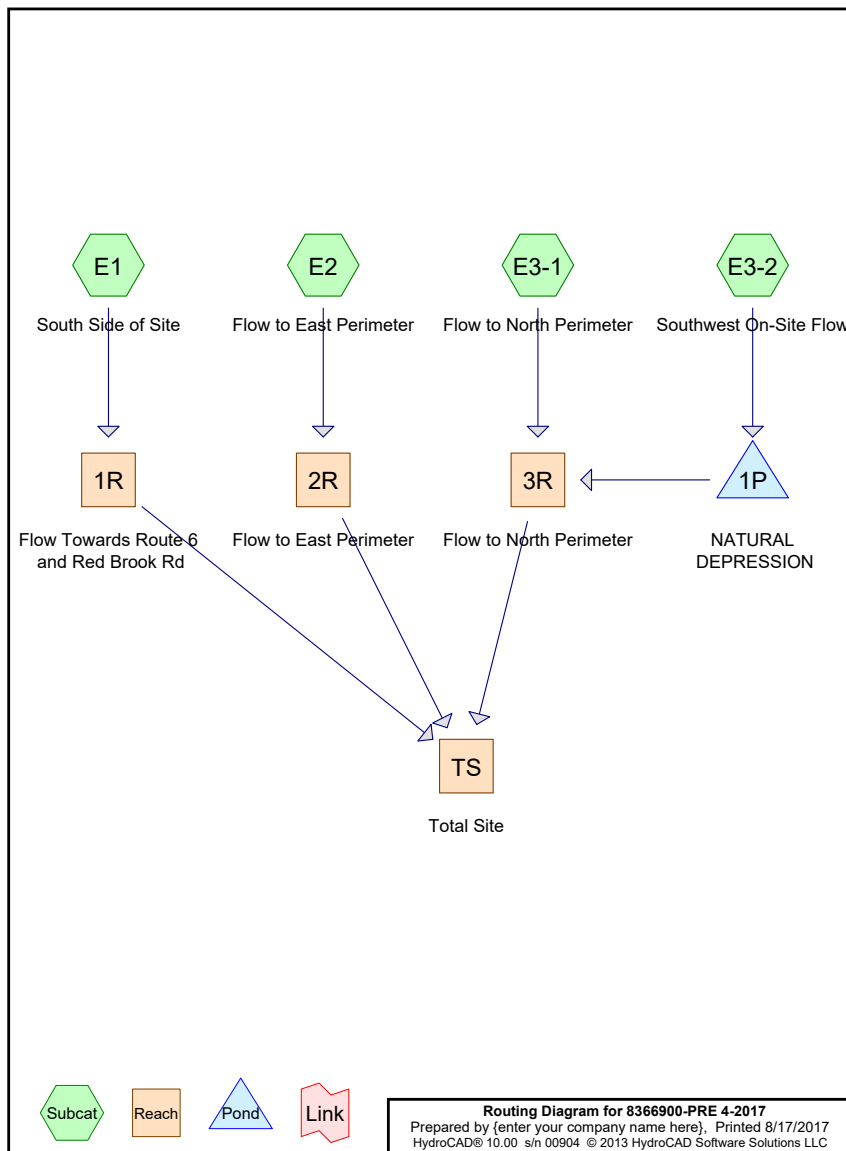 E1
E2
E3-1
E3-2
South Side of Site
Flow to East Perimeter
Flow to North Perimeter
Southwest On-Site Flow
1R
2R
3R
1P
Flow Towards Route 6
and Red Brook Rd
Flow to East Perimeter
Flow to North Perimeter
NATURAL
DEPRESSION
TS
Total Site
Subcat
Reach
Pond
Link
Routing Diagram for 8366900-PRE 4-2017
Prepared by {enter your company name here}, Printed 8/17/2017
HydroCAD® 10.00 s/n 00904 © 2013 HydroCAD Software Solutions LLC